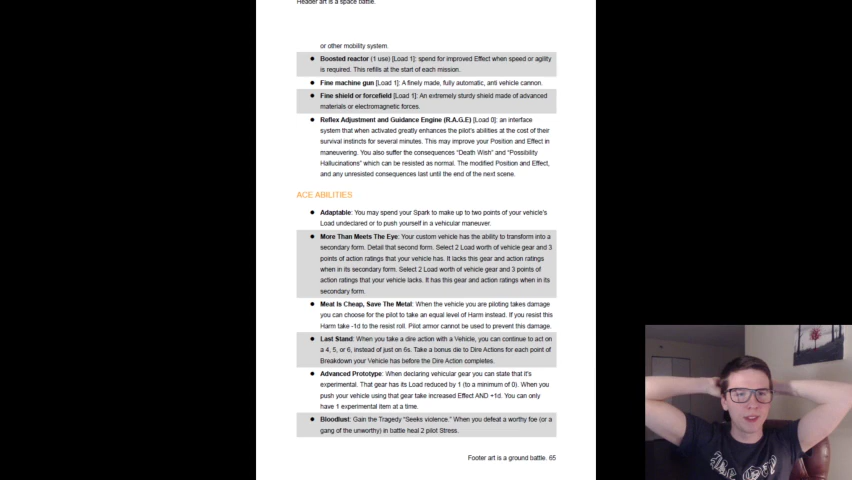 Header art is a space battle.
or other mobility system.
● Boosted reactor (1 use) [Load 1]: spend for improved Effect when speed or agility
is required. This refills at the start of each mission.
● Fine machine gun [Load 1]: A finely made, fully automatic, anti vehicle cannon.
● Fine shield or forcefield [Load 1]: An extremely sturdy shield made of advanced
materials or electromagnetic forces.
● Reflex Adjustment and Guidance Engine (R.A.G.E) [Load 0]: an interface
system that when activated greatly enhances the pilot's abilities at the cost of their
survival instincts for several minutes. This may improve your Position and Effect in
maneuvering. You also suffer the consequences "Death Wish" and "Possibility
Hallucinations" which can be resisted as normal. The modified Position and Effect,
and any unresisted consequences last until the end of the next scene.
ACE ABILITIES
● Adaptable: You may spend your Spark to make up to two points of your vehicle's
Load undeclared or to push yourself in a vehicular maneuver.
● More Than Meets The Eye: Your custom vehicle has the ability to transform into a
secondary form. Detail that second form. Select 2 Load worth of vehicle gear and 3
points of action ratings that your vehicle has. It lacks this gear and action ratings
when in its secondary form. Select 2 Load worth of vehicle gear and 3 points of
action ratings that your vehicle lacks. It has this gear and action ratings when in its
secondary form.
● Meat Is Cheap, Save The Metal: When the vehicle you are piloting takes damage
you can choose for the pilot to take an equal level of Harm instead. If you resist this
Harm take -1d to the resist roll. Pilot armor cannot be used to prevent this damage.
● Last Stand: When you take a dire action with a Vehicle, you can continue to act on
a 4, 5, or 6, instead of just on 6s. Take a bonus die to Dire Actions for each point of
Breakdown your Vehicle has before the Dire Action completes.
● Advanced Prototype: When declaring vehicular gear you can state that it's
experimental. That gear has its Load reduced by 1 (to a minimum of 0). When you
push your vehicle using that gear take increased Effect AND +1d. You can only
have 1 experimental item at a time.
● Bloodlust: Gain the Tragedy "Seeks violence." When you defeat a worthy foe (or a
gang of the unworthy) in battle heal 2 pilot Stress.
Footer art is a ground battle. 65